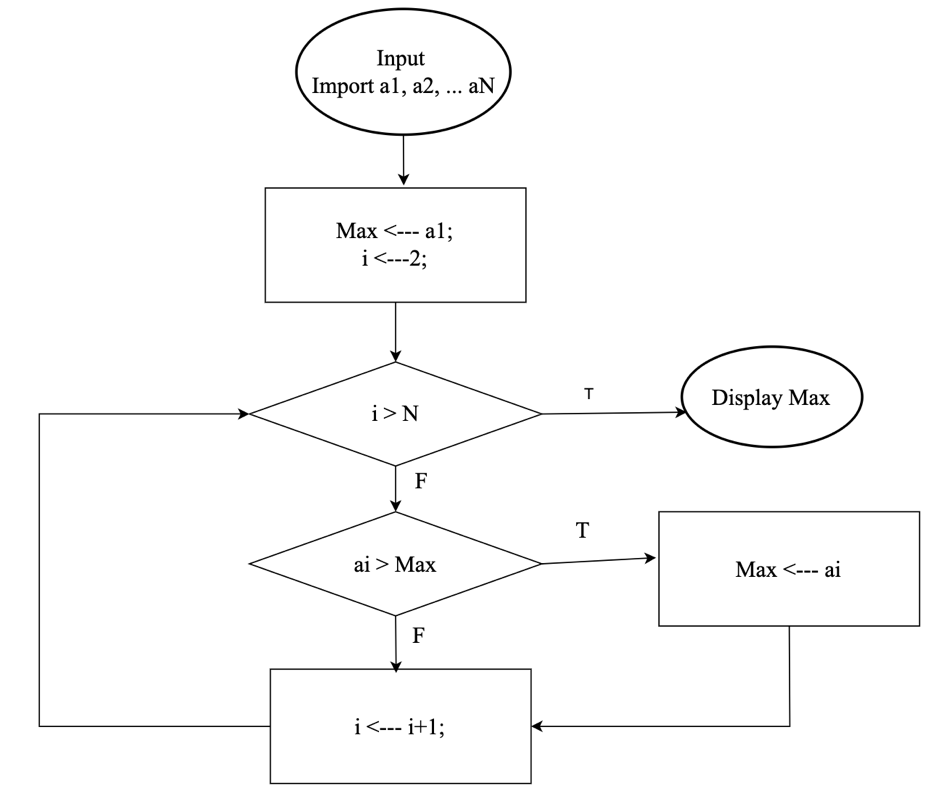 Input
Import a1, a2, ... aN
Max <--- a1;
i <---2;
i > N
T
Display Max
F
ai > Max
T
Max <--- ai
F
i <--- i+1;